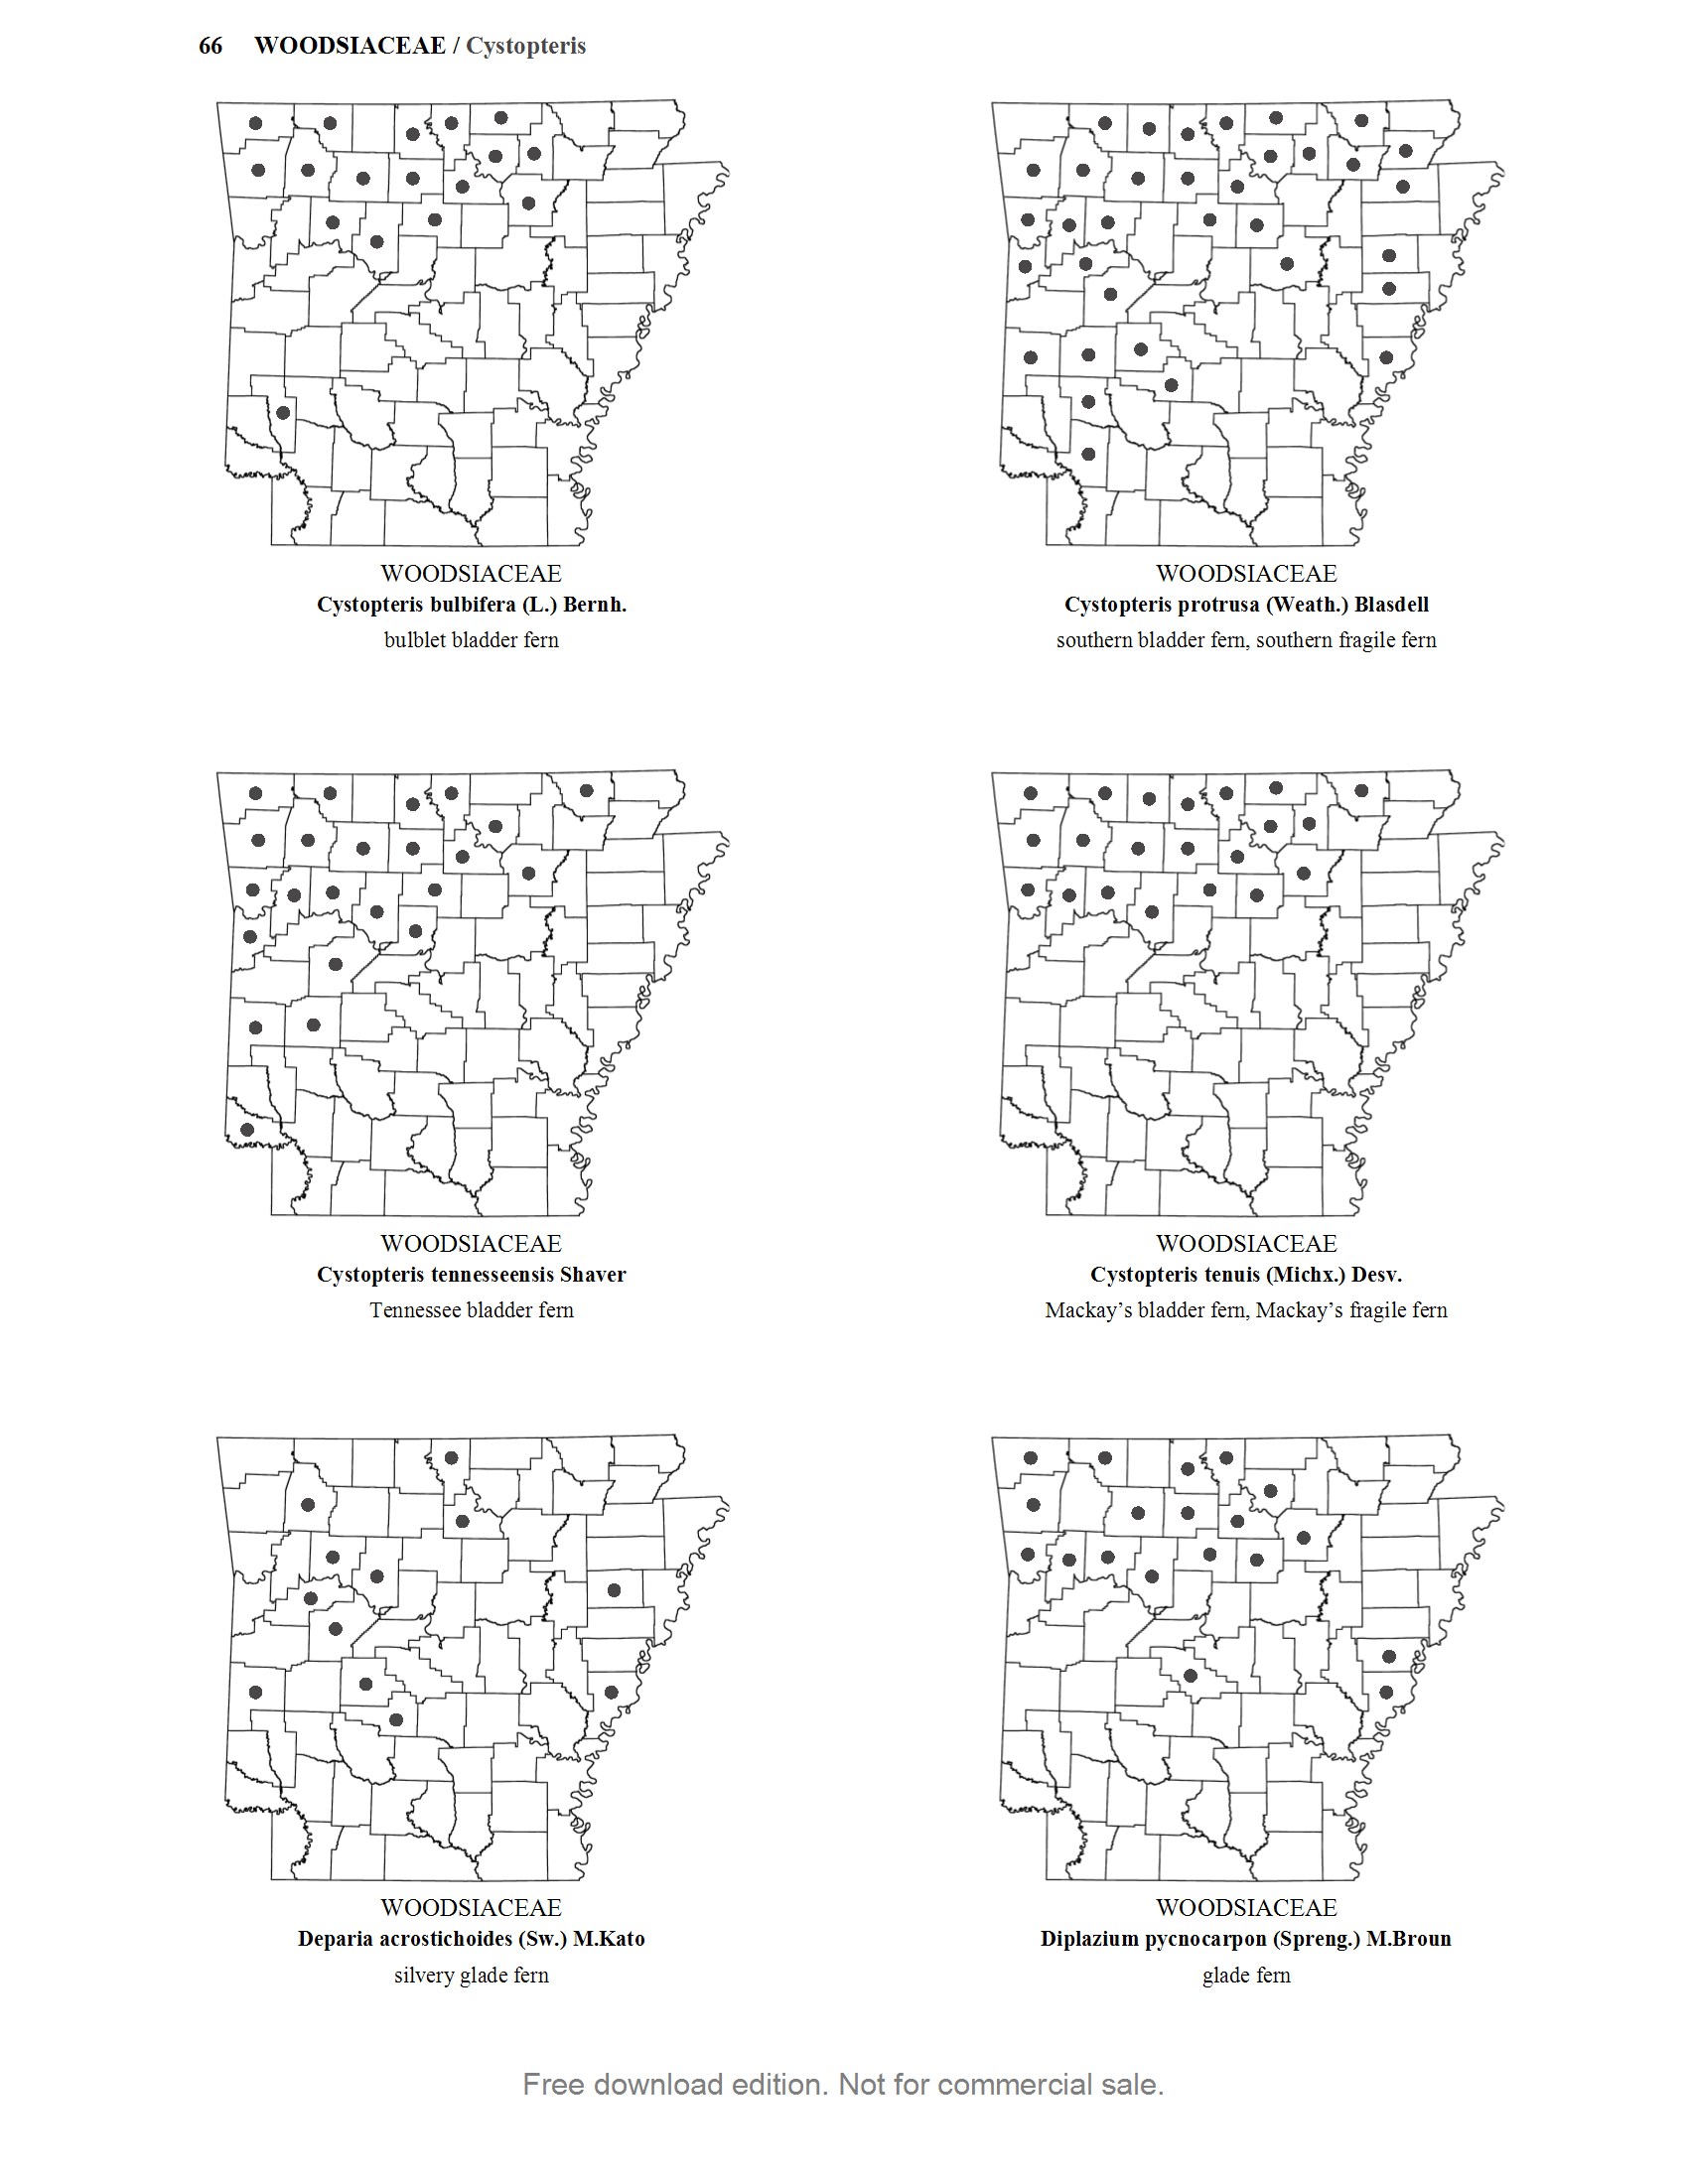 66 WOODSIACEAE / Cystopteris
WOODSIACEAE
Cystopteris bulbifera (L.) Bernh.
bulblet bladder fern
WOODSIACEAE
Cystopteris protrusa (Weath.) Blasdell
southern bladder fern, southern fragile fern
WOODSIACEAE
Cystopteris tennesseensis Shaver
Tennessee bladder fern
WOODSIACEAE
Cystopteris tenuis (Michx.) Desv.
Mackay’s bladder fern, Mackay’s fragile fern
WOODSIACEAE
Deparia acrostichoides (Sw.) M.Kato
silvery glade fern
WOODSIACEAE
Diplazium pycnocarpon (Spreng.) M.Broun
glade fern
Free download edition. Not for commercial sale.